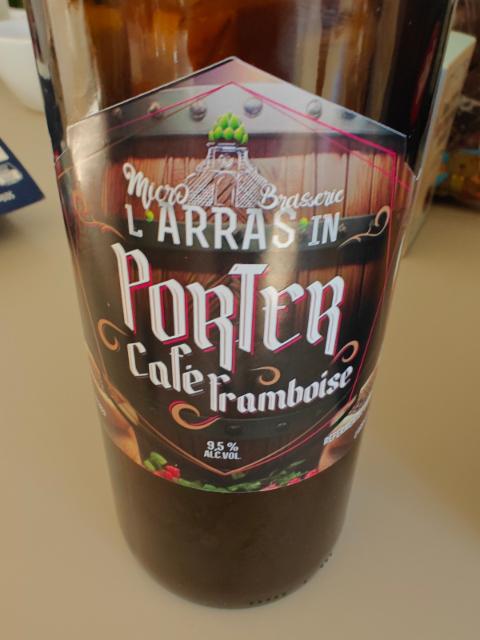 Micro Brasserie
L'ARRAS'IN
PORTER
Café Framboise
9,5 %
ALC.VOL.